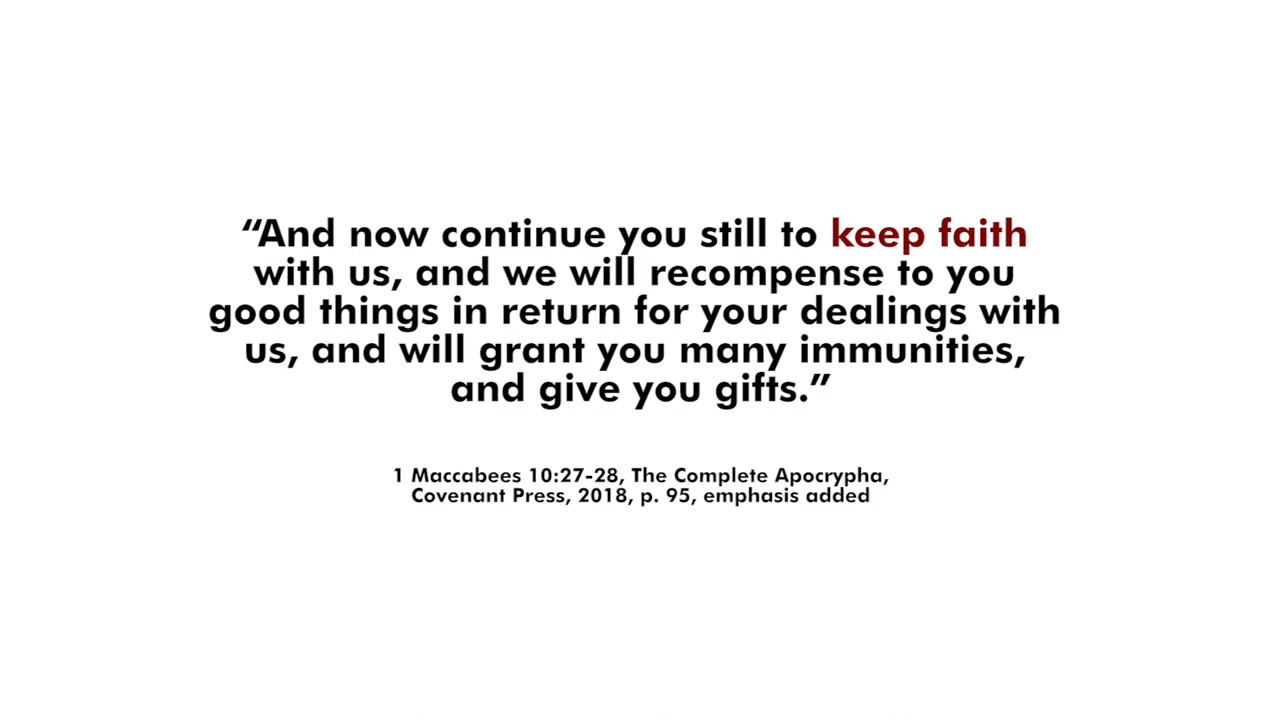 “And now continue you still to keep faith
with us, and we will recompense to you
good things in return for your dealings with
us, and will grant you many immunities,
and give you gifts.”
1 Maccabees 10:27-28, The Complete Apocrypha,
Covenant Press, 2018, p. 95, emphasis added